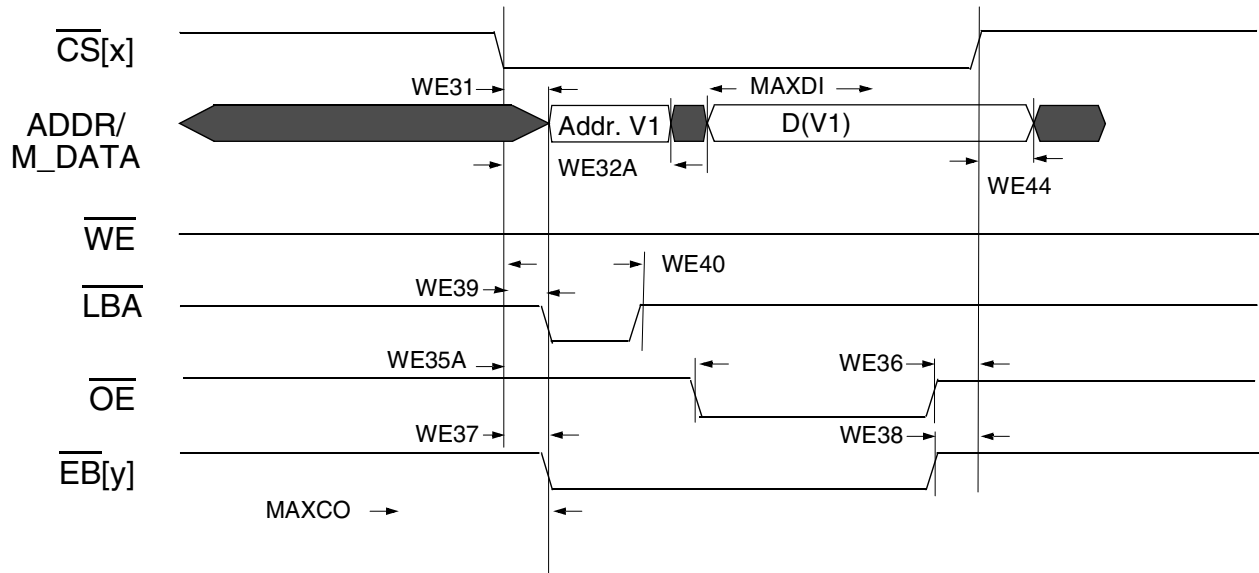 CS[x]
WE31
MAXDI
ADDR/
M_DATA
Addr. V1
D(V1)
WE32A
WE44
WE
WE40
WE39
LBA
WE35A
WE36
OE
WE37
WE38
EB[y]
MAXCO